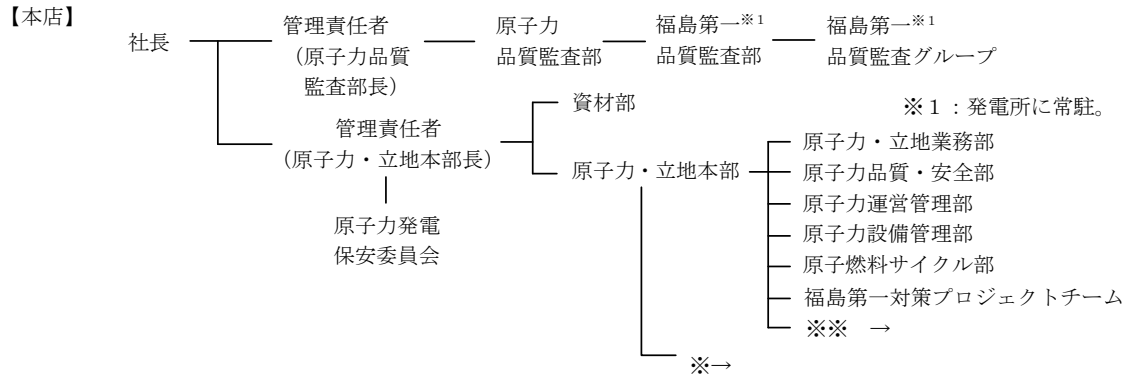 【本店】
社長
管理責任者
(原子力品質
監査部長)
原子力
品質監査部
福島第一※1
品質監査部
福島第一※1
品質監査グループ
※1:発電所に常駐。
管理責任者
(原子力・立地本部長)
原子力発電
保安委員会
資材部
原子力・立地本部
原子力・立地業務部
原子力品質・安全部
原子力運営管理部
原子力設備管理部
原子燃料サイクル部
福島第一対策プロジェクトチーム
※※ →
※→